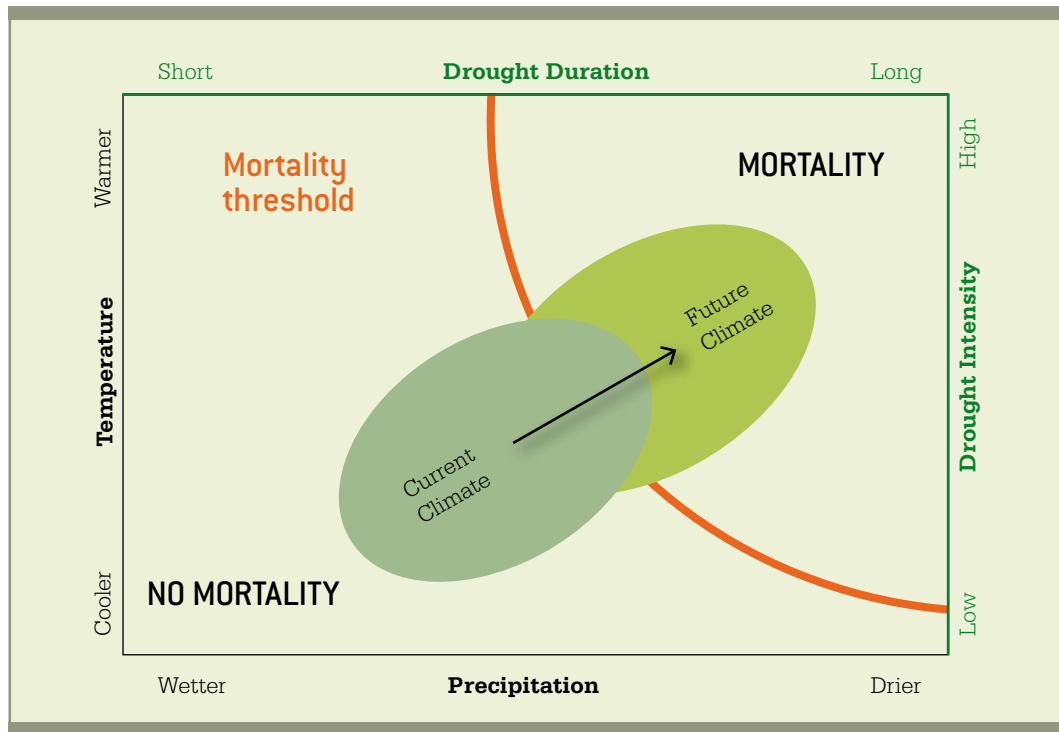 Short Drought Duration Long
Warmer
Temperature
Cooler
Mortality
threshold
MORTALITY
High
Drought Intensity
Low
Future
Climate
Current
Climate
NO MORTALITY
Wetter Precipitation Drier